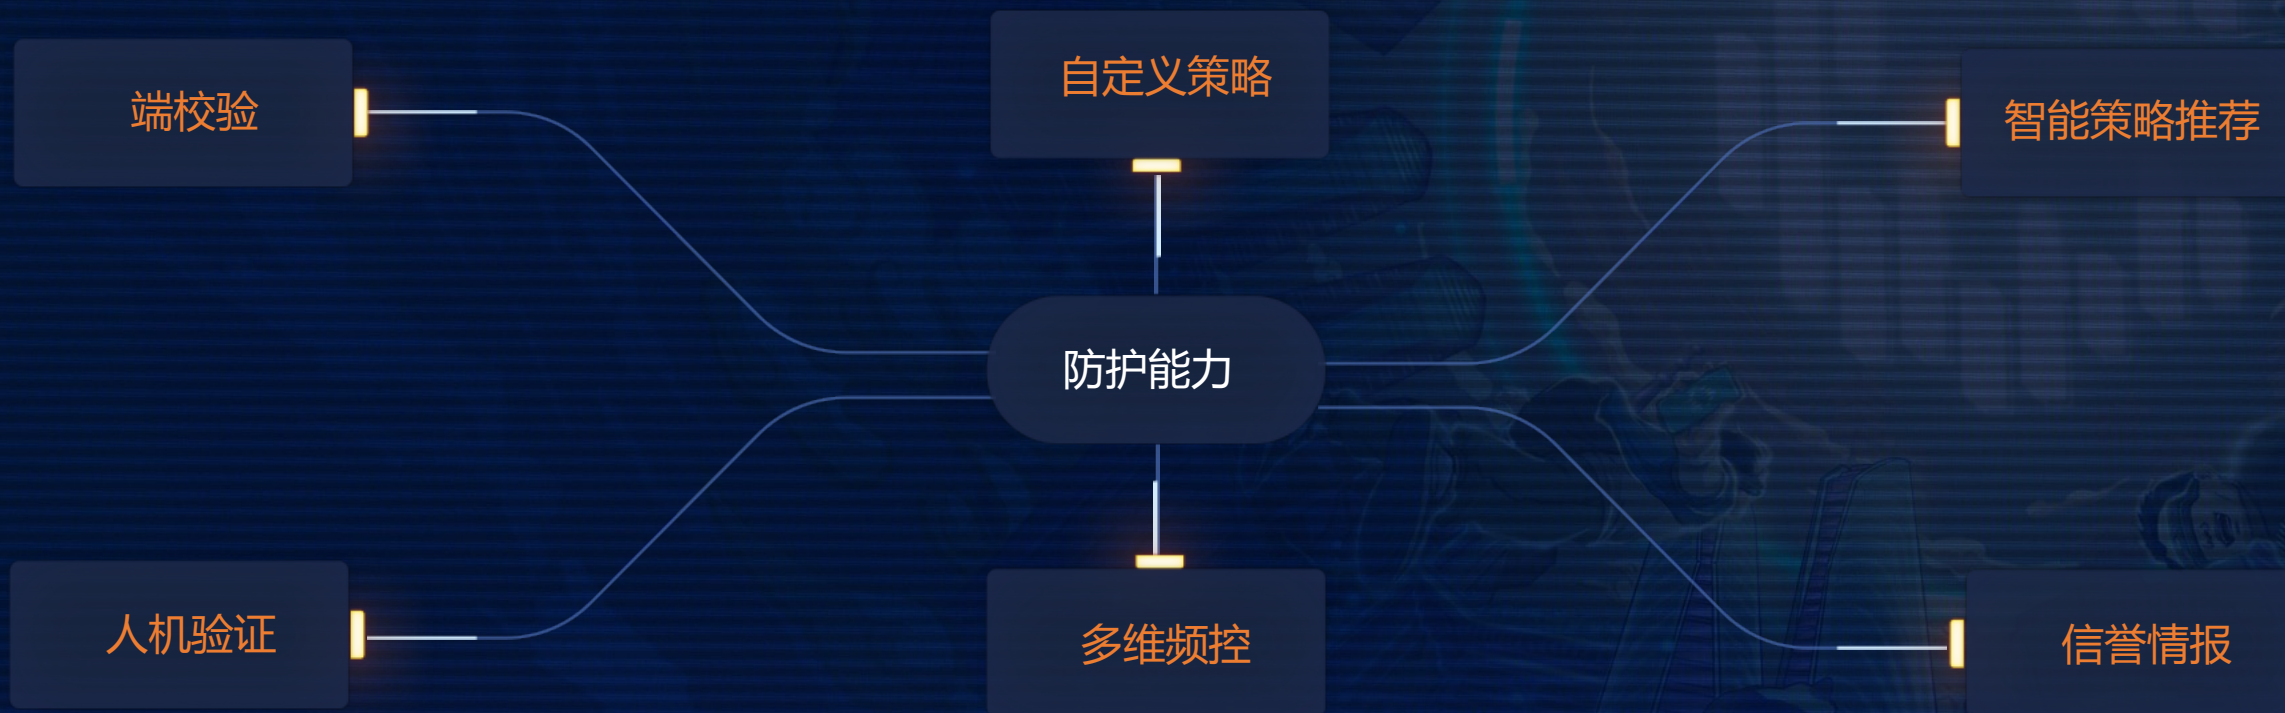 自定义策略
端校验
智能策略推荐
防护能力
人机验证
多维频控
信誉情报